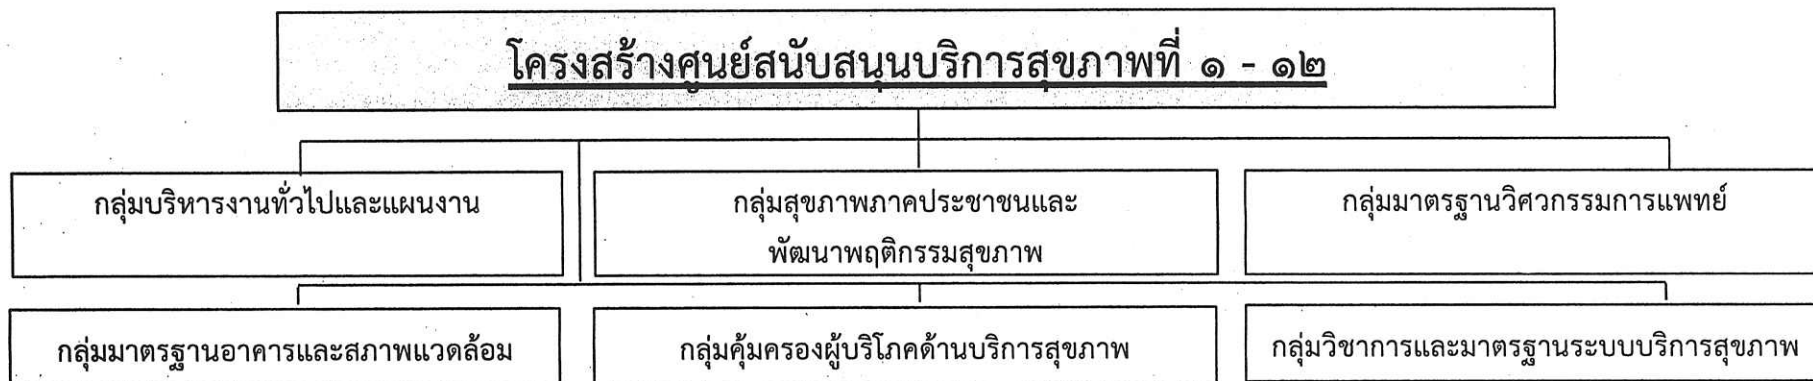 โครงสร้างศูนย์สนับสนุนบริการสุขภาพที่ ๑ - ๑๒
กลุ่มบริหารงานทั่วไปและแผนงาน
กลุ่มสุขภาพภาคประชาชนและ
พัฒนาพฤติกรรมสุขภาพ
กลุ่มมาตรฐานวิศวกรรมการแพทย์
กลุ่มมาตรฐานอาคารและสภาพแวดล้อม
กลุ่มคุ้มครองผู้บริโภคด้านบริการสุขภาพ
กลุ่มวิชาการและมาตรฐานระบบบริการสุขภาพ